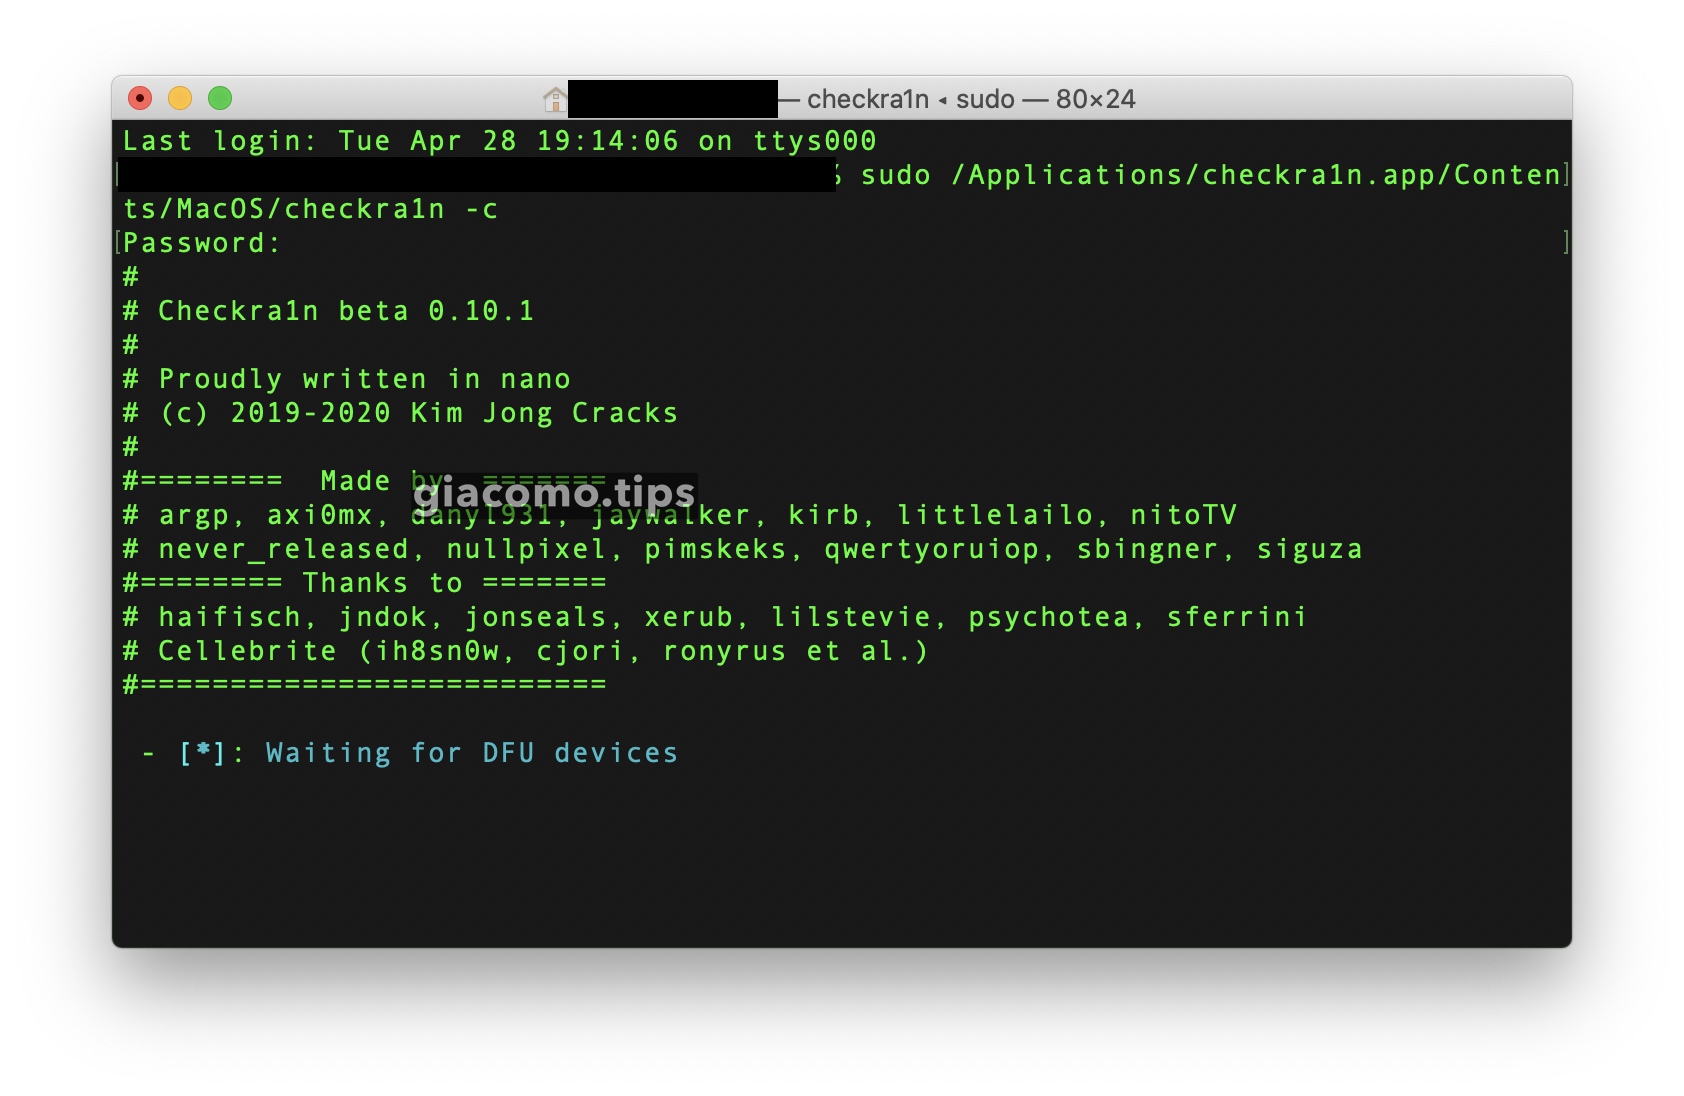 — checkra1n ◂ sudo — 80×24
Last login: Tue Apr 28 19:14:06 on ttys000
% sudo /Applications/checkra1n.app/Conten
ts/MacOS/checkra1n -c
Password:
#
# Checkra1n beta 0.10.1
#
# Proudly written in nano
# (c) 2019-2020 Kim Jong Cracks
#
#======== Made by =======
giacomo.tips
# argp, axi0mx, danyl931, jaywalker, kirb, littlelailo, nitoTV
# never_released, nullpixel, pimskeks, qwertyoruiop, sbingner, siguza
#======== Thanks to =======
# haifisch, jndok, jonseals, xerub, lilstevie, psychotea, sferrini
# Cellebrite (ih8sn0w, cjori, ronyrus et al.)
#==========================
- [*]: Waiting for DFU devices